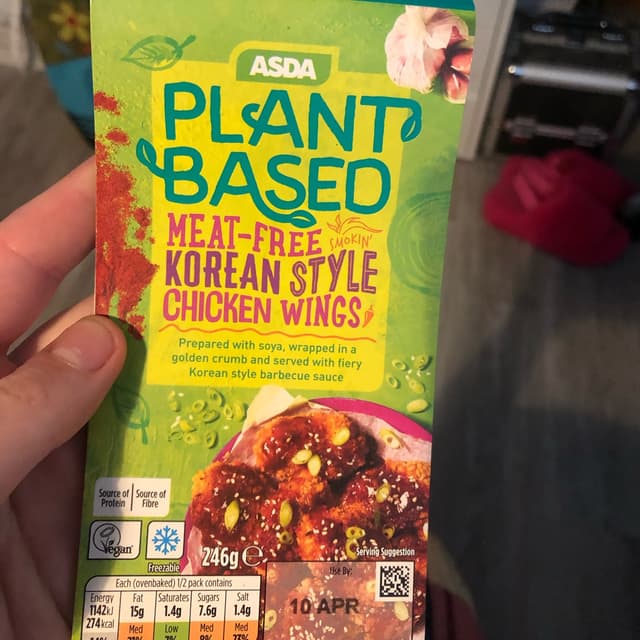 ASDA
PLANT
BASED
MEAT-FREE
SMOKIN'
KOREAN STYLE
CHICKEN WINGS
Prepared with soya, wrapped in a
golden crumb and served with fiery
Korean style barbecue sauce
Source of Protein
Source of Fibre
Vegan
Freezable
246g e
Serving Suggestion
Use By:
10 APR
Each (ovenbaked) 1/2 pack contains
Energy Fat Saturates Sugars Salt
1142kJ 15g 1.4g 7.6g 1.4g
274kcal Med Low Med Med